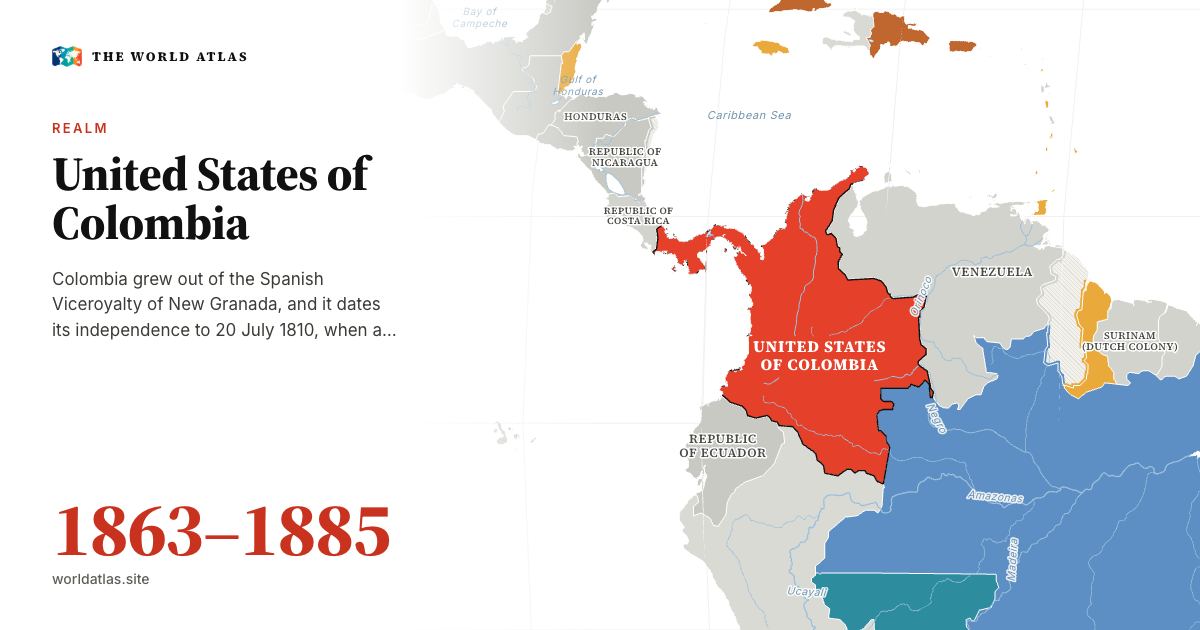 THE WORLD ATLAS
REALM
United States of
Colombia
Colombia grew out of the Spanish
Viceroyalty of New Granada, and it dates
its independence to 20 July 1810, when a...
1863–1885
worldatlas.site
Bay of
Campeche
Gulf of
Honduras
HONDURAS
Caribbean Sea
REPUBLIC OF
NICARAGUA
REPUBLIC OF
COSTA RICA
VENEZUELA
Orinoco
SURINAM
(DUTCH COLONY)
UNITED STATES
OF COLOMBIA
Negro
REPUBLIC
OF ECUADOR
Amazonas
Madeira
Ucayali